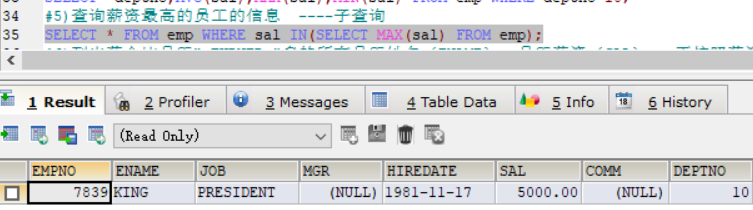 34
#5)查询薪资最高的员工的信息 ----子查询
35
SELECT * FROM emp WHERE sal IN(SELECT MAX(sal) FROM emp);
1 Result
2 Profiler
3 Messages
4 Table Data
5 Info
6 History
(Read Only)
EMPNO ENAME JOB MGR HIREDATE SAL COMM DEPTNO
7839 KING PRESIDENT (NULL) 1981-11-17 5000.00 (NULL) 10